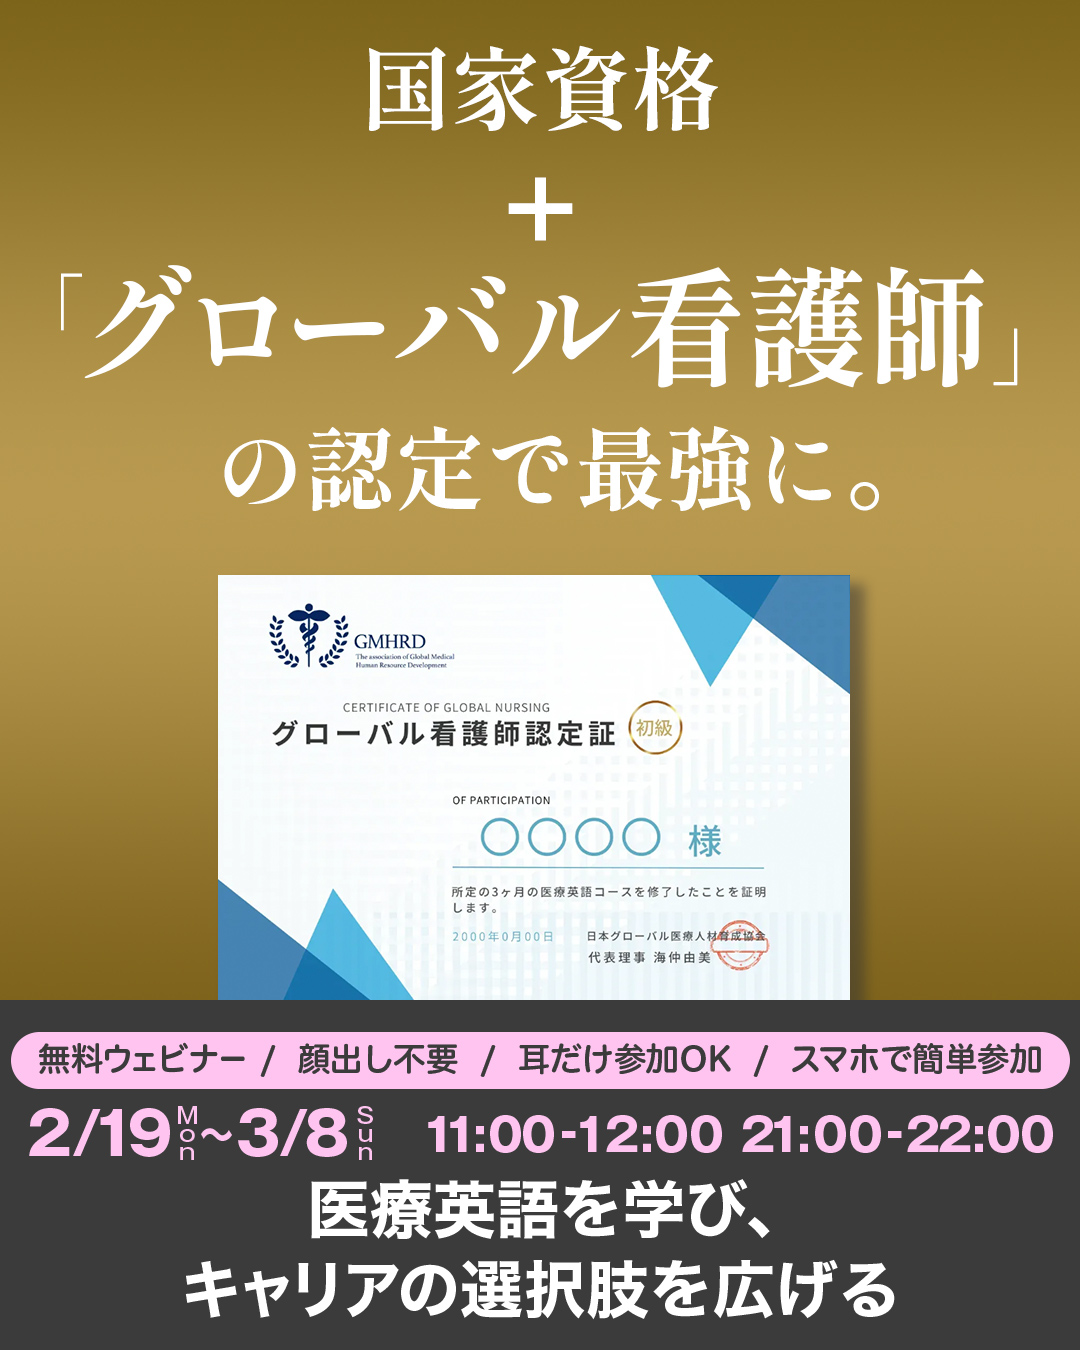 国家資格
+
「グローバル看護師」
の認定で最強に。
GMHRD
The association of Global Medical
Human Resource Development
CERTIFICATE OF GLOBAL NURSING
グローバル看護師認定証 初級
OF PARTICIPATION
〇〇〇〇 様
所定の3ヶ月の医療英語コースを修了したことを証明
します。
2000年0月00日 日本グローバル医療人材育成協会
代表理事 海仲由美
無料ウェビナー / 顔出し不要 / 耳だけ参加OK / スマホで簡単参加
2/19Mon~3/8Sun 11:00-12:00 21:00-22:00
医療英語を学び、
キャリアの選択肢を広げる